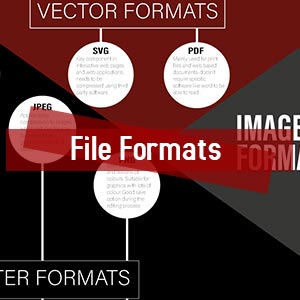 VECTOR FORMATS
SVG
Key component in
interactive web pages
and web applications,
needs to be
compressed using third
party software
PDF
Mainly used for print
files and web based
documents, doesn't
require specific
software like word to be
able to read
JPEG
IMAGE
FORMA
File Formats
colours. Suitable for
graphics with lots of
colour. Good save
option during the
editing process
TER FORMATS